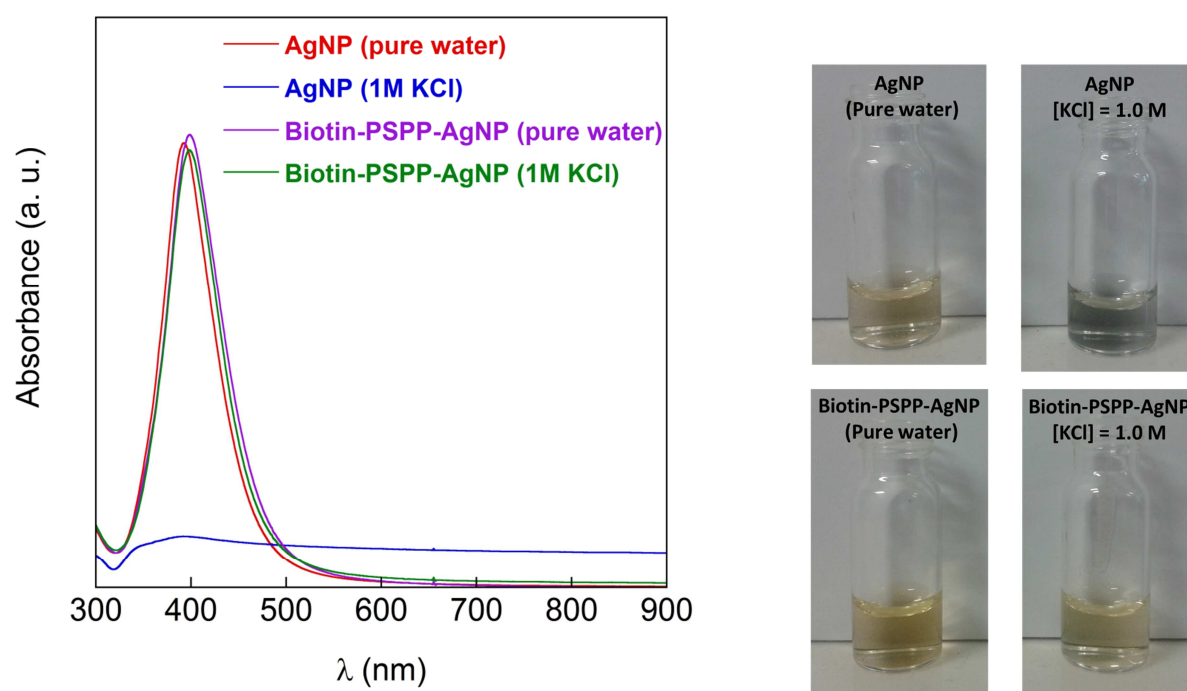 AgNP (pure water)
AgNP (1M KCl)
Biotin-PSPP-AgNP (pure water)
Biotin-PSPP-AgNP (1M KCl)
Absorbance (a. u.)
300 400 500 600 700 800 900
λ (nm)
AgNP
(Pure water)
AgNP
[KCl] = 1.0 M
Biotin-PSPP-AgNP
(Pure water)
Biotin-PSPP-AgNP
[KCl] = 1.0 M